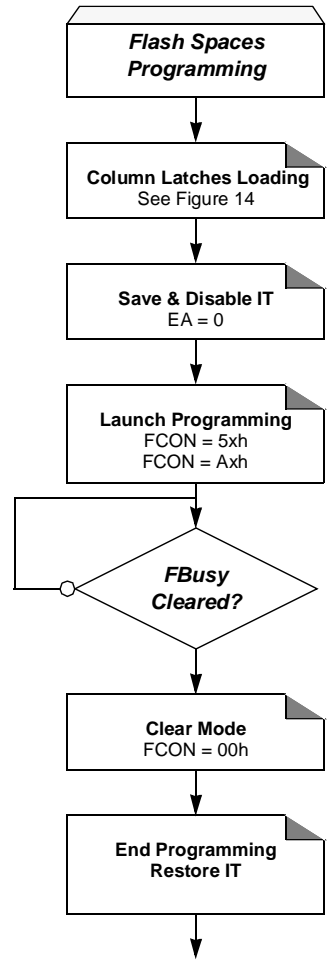 Flash Spaces
Programming
Column Latches Loading
See Figure 14
Save & Disable IT
EA = 0
Launch Programming
FCON = 5xh
FCON = Axh
FBusy
Cleared?
Clear Mode
FCON = 00h
End Programming
Restore IT